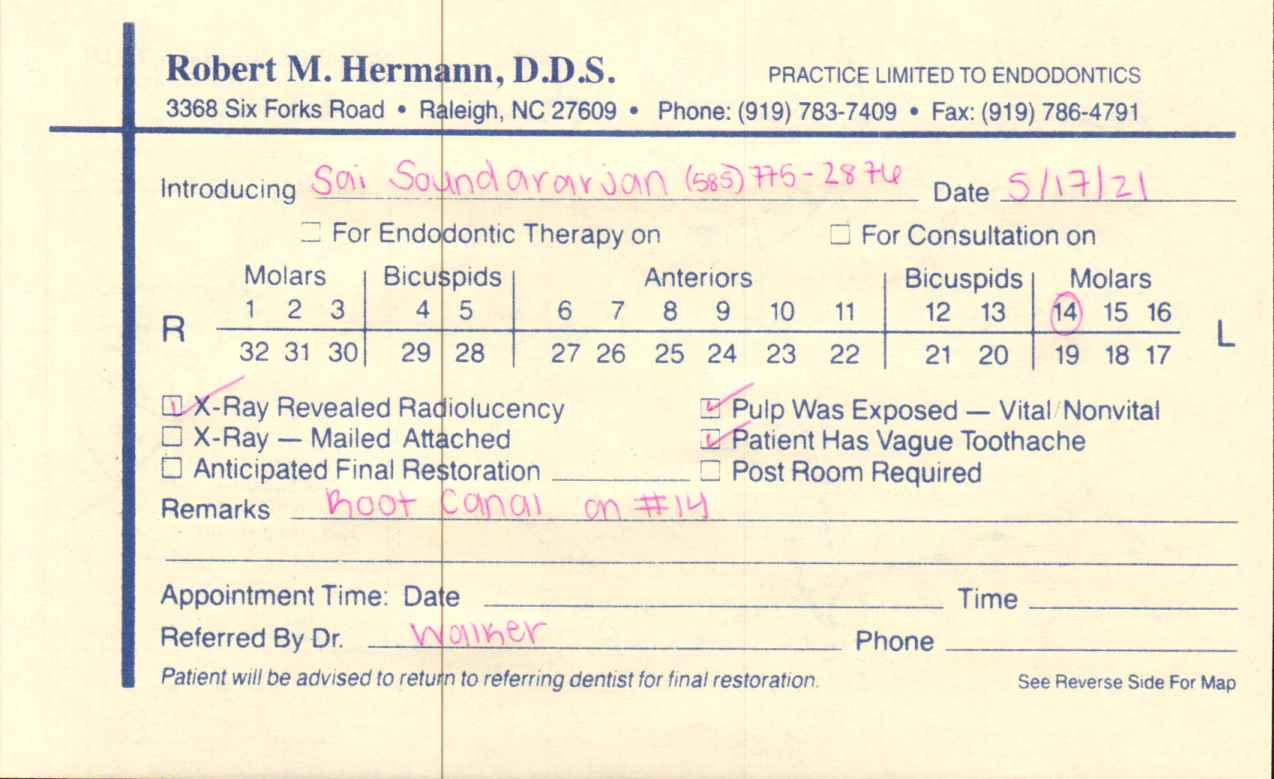 Robert M. Hermann, D.D.S. PRACTICE LIMITED TO ENDODONTICS
3368 Six Forks Road • Raleigh, NC 27609 • Phone: (919) 783-7409 • Fax: (919) 786-4791
Introducing Sai Soundararajan (585) 775-2876 Date 5/17/21
For Endodontic Therapy on For Consultation on
Molars Bicuspids Anteriors Bicuspids Molars
1 2 3 4 5 6 7 8 9 10 11 12 13 14 15 16
R L
32 31 30 29 28 27 26 25 24 23 22 21 20 19 18 17
X-Ray Revealed Radiolucency Pulp Was Exposed — Vital/Nonvital
X-Ray — Mailed Attached Patient Has Vague Toothache
Anticipated Final Restoration Post Room Required
Remarks Root Canal on #14
Appointment Time: Date Time
Referred By Dr. Walker Phone
Patient will be advised to return to referring dentist for final restoration. See Reverse Side For Map